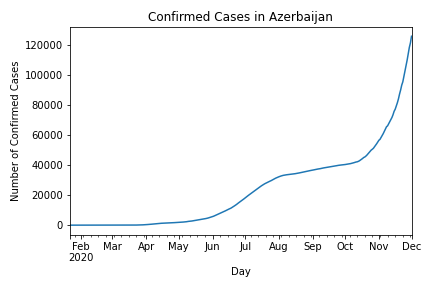 Confirmed Cases in Azerbaijan
120000
100000
80000
60000
40000
20000
0
Number of Confirmed Cases
Feb Mar Apr May Jun Jul Aug Sep Oct Nov Dec
2020
Day